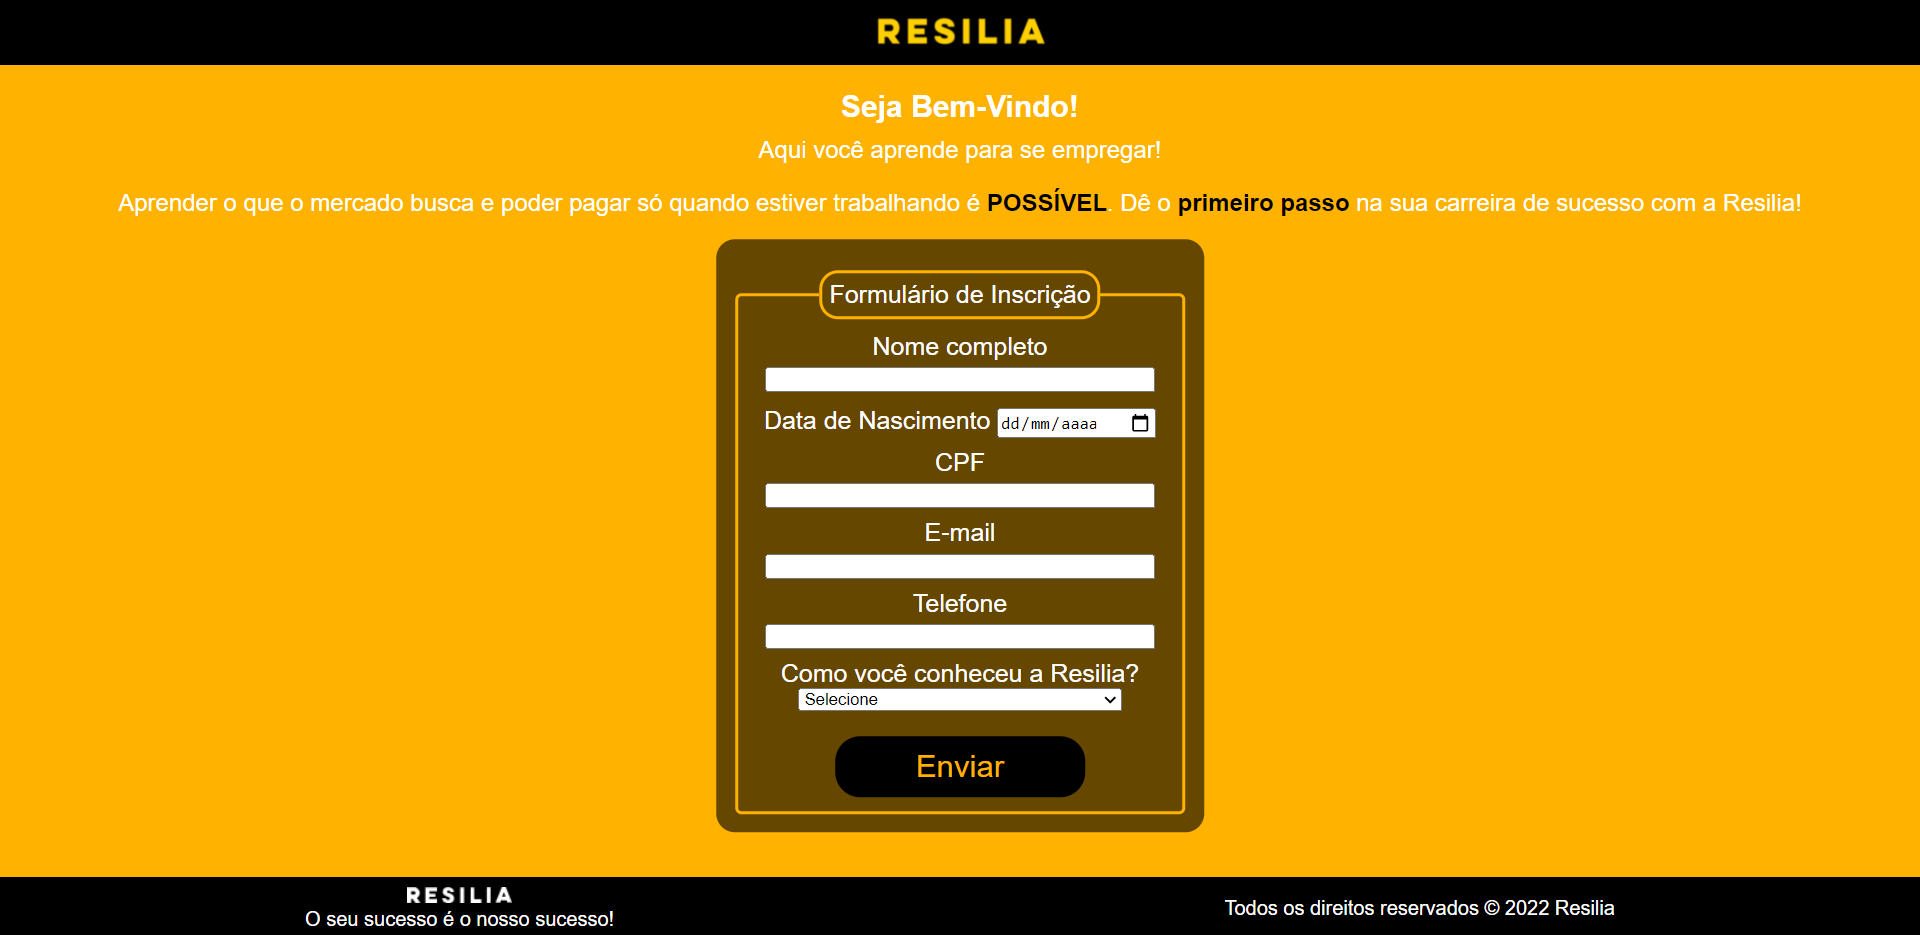 RESILIA
Seja Bem-Vindo!
Aqui você aprende para se empregar!
Aprender o que o mercado busca e poder pagar só quando estiver trabalhando é POSSÍVEL. Dê o primeiro passo na sua carreira de sucesso com a Resilia!
Formulário de Inscrição
Nome completo
Data de Nascimento dd/mm/aaaa
CPF
E-mail
Telefone
Como você conheceu a Resilia?
Selecione
Enviar
RESILIA
O seu sucesso é o nosso sucesso!
Todos os direitos reservados © 2022 Resilia